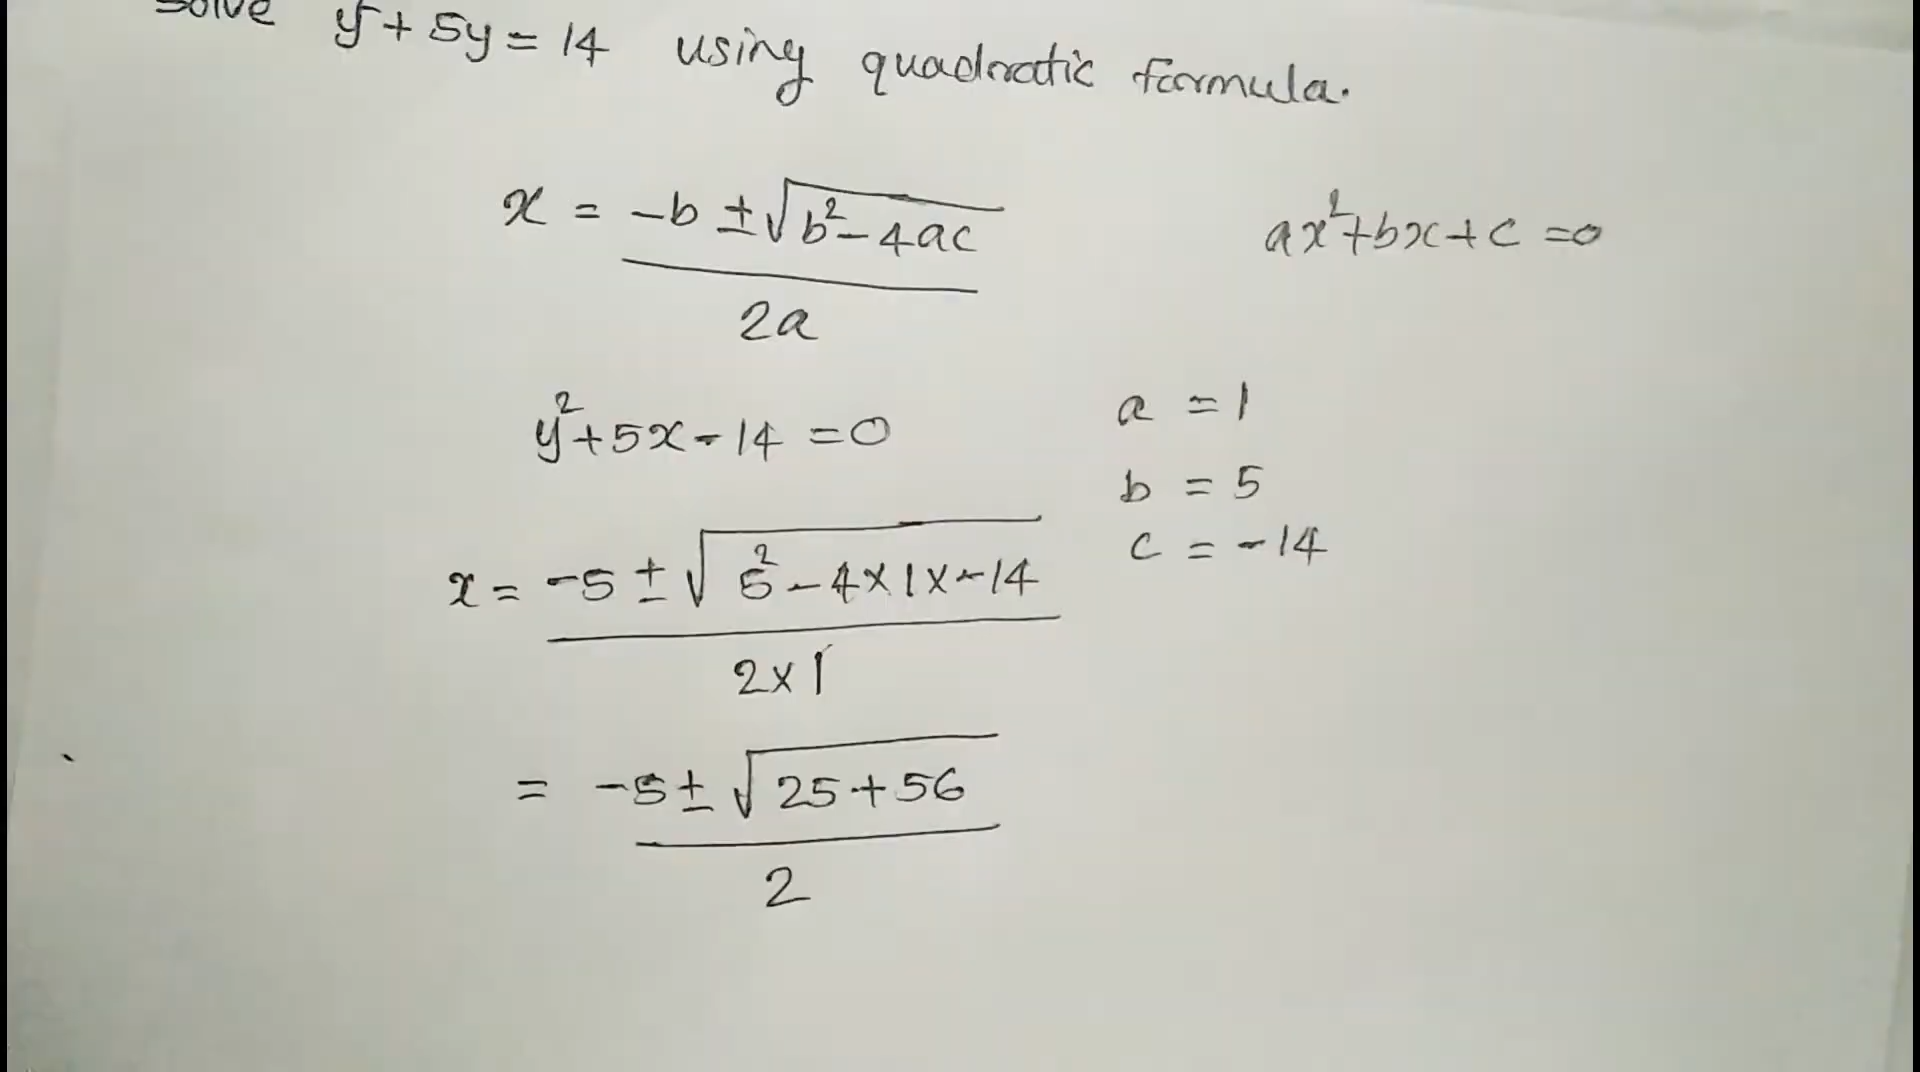 Solve y² + 5y = 14 using quadratic formula.
x = (-b ± √(b² - 4ac)) / 2a
ax² + bx + c = 0
y² + 5x - 14 = 0
a = 1
b = 5
c = -14
x = (-5 ± √(5² - 4 × 1 × -14)) / 2 × 1
= (-5 ± √(25 + 56)) / 2